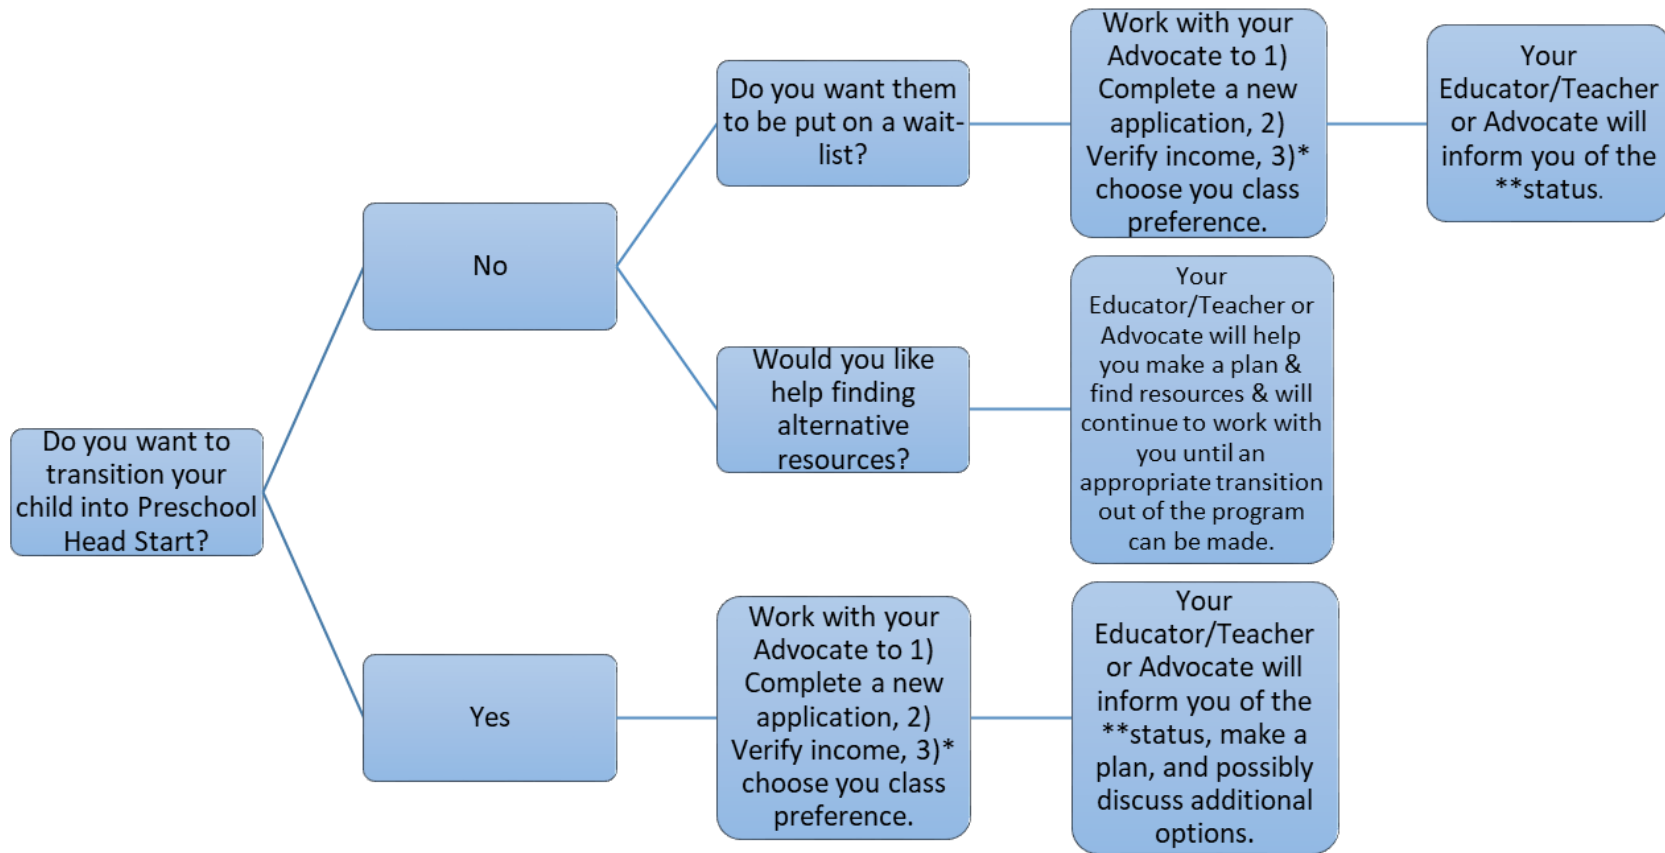 Do you want to
transition your
child into Preschool
Head Start?
No
Do you want them
to be put on a wait-
list?
Work with your
Advocate to 1)
Complete a new
application, 2)
Verify income, 3)*
choose you class
preference.
Your
Educator/Teacher
or Advocate will
inform you of the
**status.
Would you like
help finding
alternative
resources?
Your
Educator/Teacher or
Advocate will help
you make a plan &
find resources & will
continue to work with
you until an
appropriate transition
out of the program
can be made.
Yes
Work with your
Advocate to 1)
Complete a new
application, 2)
Verify income, 3)*
choose you class
preference.
Your
Educator/Teacher
or Advocate will
inform you of the
**status, make a
plan, and possibly
discuss additional
options.